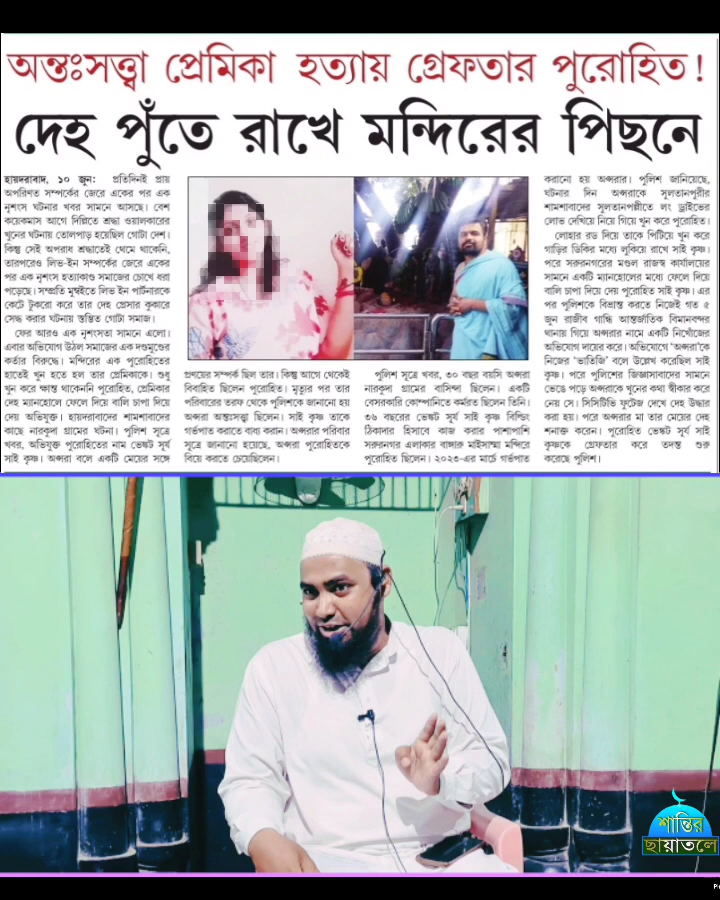 অন্তঃসত্ত্বা প্রেমিকা হত্যায় গ্রেফতার পুরোহিত!
দেহ পুঁতে রাখে মন্দিরের পিছনে
হায়দরাবাদ, ১০ জুন: প্রতিদিনই প্রায়
অপরিণত সম্পর্কের জেরে একের পর এক
নৃশংস ঘটনার খবর সামনে আসছে। বেশ
কয়েকমাস আগে দিল্লিতে শ্রদ্ধা ওয়ালকারের
খুনের ঘটনায় তোলপাড় হয়েছিল গোটা দেশ।
কিন্তু সেই অপরাধ শ্রদ্ধাতেই থেমে থাকেনি,
তারপরেও লিভ-ইন সম্পর্কের জেরে একের
পর এক নৃশংস হত্যাকাণ্ড সমাজের চোখে ধরা
পড়েছে। সম্প্রতি মুম্বইতে লিভ ইন পার্টনারকে
কেটে টুকরো করে তার দেহ প্রেসার কুকারে
সেদ্ধ করার ঘটনায় স্তম্ভিত গোটা সমাজ।
ফের আরও এক নৃশংসতা সামনে এলো।
এবার অভিযোগ উঠল সমাজের এক দণ্ডমুণ্ডের
কর্তার বিরুদ্ধে। মন্দিরের এক পুরোহিতের
হাতেই খুন হতে হল তার প্রেমিকাকে। শুধু
খুন করে ক্ষান্ত থাকেননি পুরোহিত, প্রেমিকার
দেহ ম্যানহোলে ফেলে দিয়ে বালি চাপা দিয়ে
দেয় অভিযুক্ত। হায়দরাবাদের শামশাবাদের
কাছে নারকুদা গ্রামের ঘটনা। পুলিশ সূত্রে
খবর, অভিযুক্ত পুরোহিতের নাম ভেঙ্কট সূর্য
সাই কৃষ্ণ। অপ্সরা বলে একটি মেয়ের সঙ্গে
প্রণয়ের সম্পর্ক ছিল তার। কিন্তু আগে থেকেই
বিবাহিত ছিলেন পুরোহিত। মৃত্যুর পর তার
পরিবারের তরফ থেকে পুলিশকে জানানো হয়
অপ্সরা অন্তঃসত্ত্বা ছিলেন। সাই কৃষ্ণ তাকে
গর্ভপাত করাতে বাধ্য করান। অপ্সরার পরিবার
সূত্রে জানানো হয়েছে, অপ্সরা পুরোহিতকে
বিয়ে করতে চেয়েছিলেন।
পুলিশ সূত্রে খবর, ৩০ বছর বয়সি অপ্সরা
নারকুদা গ্রামের বাসিন্দা ছিলেন। একটি
বেসরকারি কোম্পানিতে কর্মরত ছিলেন তিনি।
৩৬ বছরের ভেঙ্কট সূর্য সাই কৃষ্ণ বিল্ডিং
ঠিকাদার হিসাবে কাজ করার পাশাপাশি
সরুরনগর এলাকার বাঙ্গারু মাইসাম্মা মন্দিরে
পুরোহিত ছিলেন। ২০২৩-এর মার্চে গর্ভপাত
করানো হয় অপ্সরার। পুলিশ জানিয়েছে,
ঘটনার দিন অপ্সরাকে সুলতানপুরীর
শামশাবাদের সুলতানপল্লীতে লং ড্রাইভের
লোভ দেখিয়ে নিয়ে গিয়ে খুন করে পুরোহিত।
লোহার রড দিয়ে তাকে পিটিয়ে খুন করে
গাড়ির ডিকির মধ্যে লুকিয়ে রাখে সাই কৃষ্ণ।
পরে সরুরনগরের মণ্ডল রাজস্ব কার্যালয়ের
সামনে একটি ম্যানহোলের মধ্যে ফেলে দিয়ে
বালি চাপা দিয়ে দেয় পুরোহিত সাই কৃষ্ণ। এর
পর পুলিশকে বিভ্রান্ত করতে নিজেই গত ৫
জুন রাজীব গান্ধি আন্তর্জাতিক বিমানবন্দর
থানায় গিয়ে অপ্সরার নামে একটি নিখোঁজের
অভিযোগ দায়ের করে। অভিযোগে ‘অপ্সরা’কে
নিজের ‘ভাতিজি’ বলে উল্লেখ করেছিল সাই
কৃষ্ণ। পরে পুলিশের জিজ্ঞাসাবাদের সামনে
ভেঙে পড়ে অপ্সরাকে খুনের কথা স্বীকার করে
নেয় সে। সিসিটিভি ফুটেজ দেখে দেহ উদ্ধার
করা হয়। পরে অপ্সরার মা তার মেয়ের দেহ
শনাক্ত করেন। পুরোহিত ভেঙ্কট সূর্য সাই
কৃষ্ণকে গ্রেফতার করে তদন্ত শুরু
করেছে পুলিশ।
শান্তির
ছায়াতলে